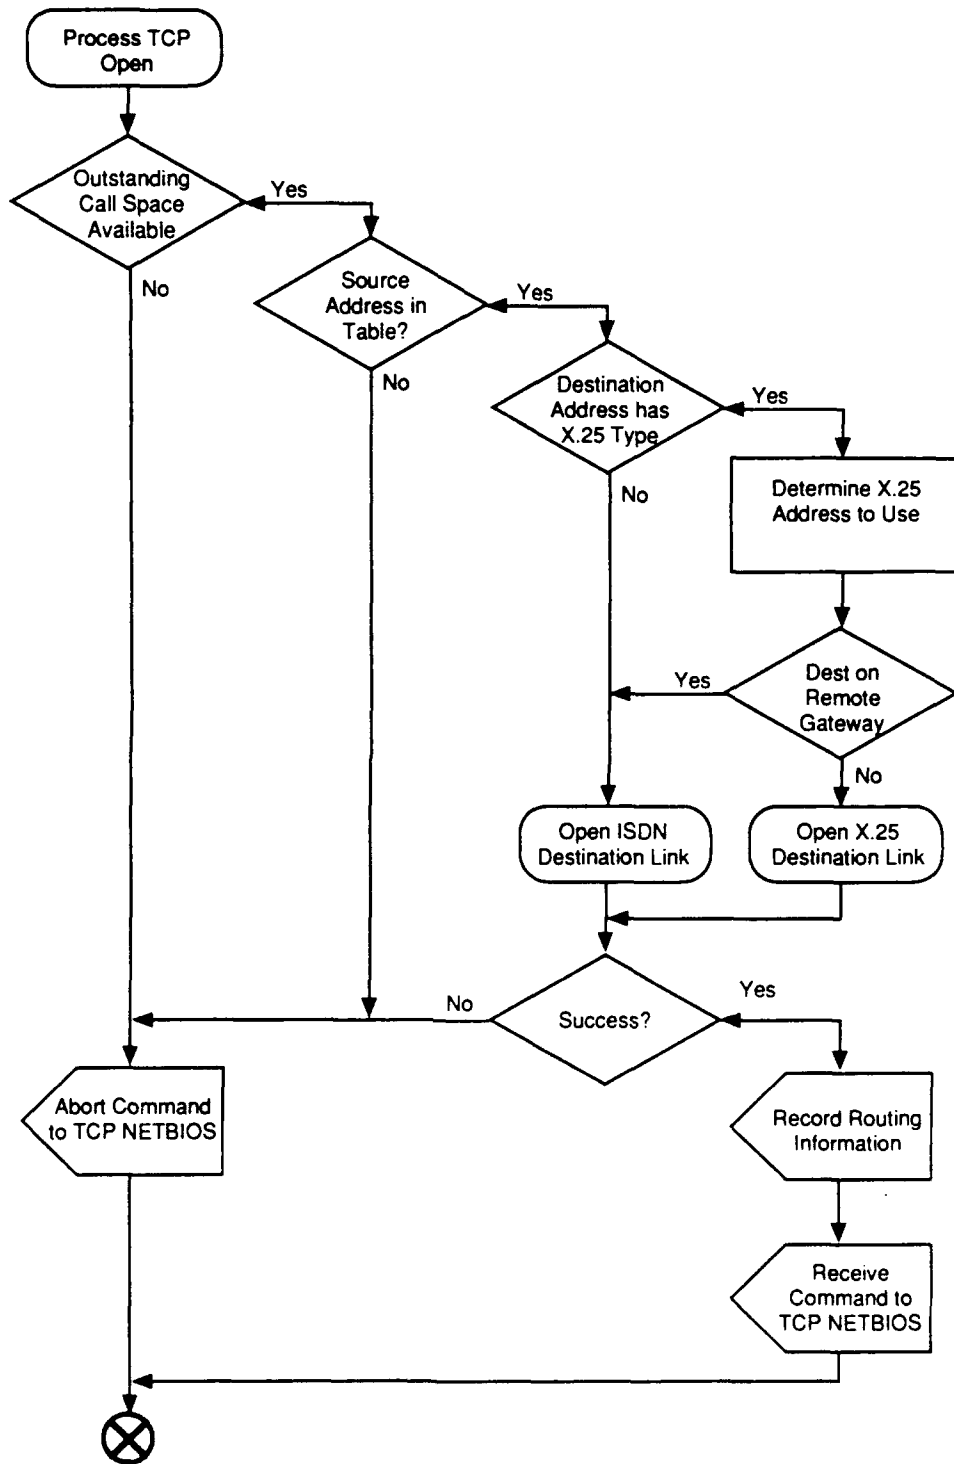 Process TCP
Open
Outstanding
Call Space
Available
Yes
No
Source
Address in
Table?
Yes
No
Destination
Address has
X.25 Type
Yes
No
Determine X.25
Address to Use
Dest on
Remote
Gateway
Yes
No
Open ISDN
Destination Link
Open X.25
Destination Link
Success?
No
Yes
Abort Command
to TCP NETBIOS
Record Routing
Information
Receive
Command to
TCP NETBIOS